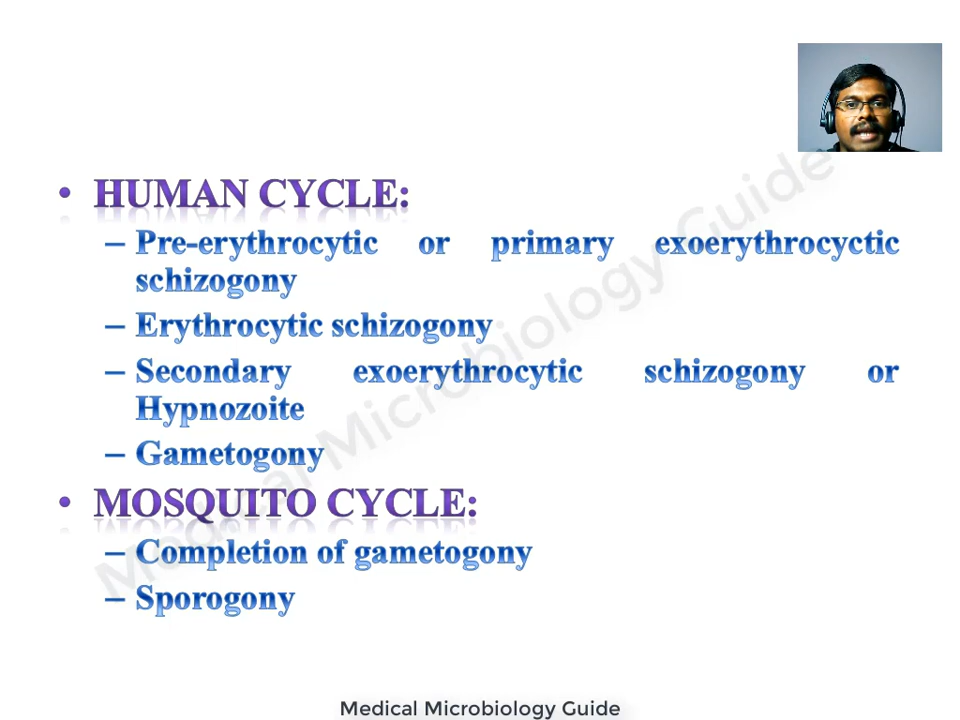 • HUMAN CYCLE:
– Pre-erythrocytic or primary exoerythrocyctic
schizogony
– Erythrocytic schizogony
– Secondary exoerythrocytic schizogony or
Hypnozoite
– Gametogony
• MOSQUITO CYCLE:
– Completion of gametogony
– Sporogony
Medical Microbiology Guide
Medical Microbiology Guide